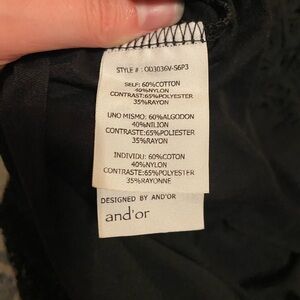 STYLE # : OD3036V-S6P3
SELF: 60%COTTON
40%NYLON
CONTRAST:65%POLYESTER
35%RAYON
UNO MISMO: 60%ALGODON
40%NILION
CONTRASTE:65%POLIESTER
35%RAYON
INDIVIDU: 60%COTON
40%NYLON
CONTRASTE:65%POLYESTER
35%RAYONNE
DESIGNED BY AND'OR
and'or